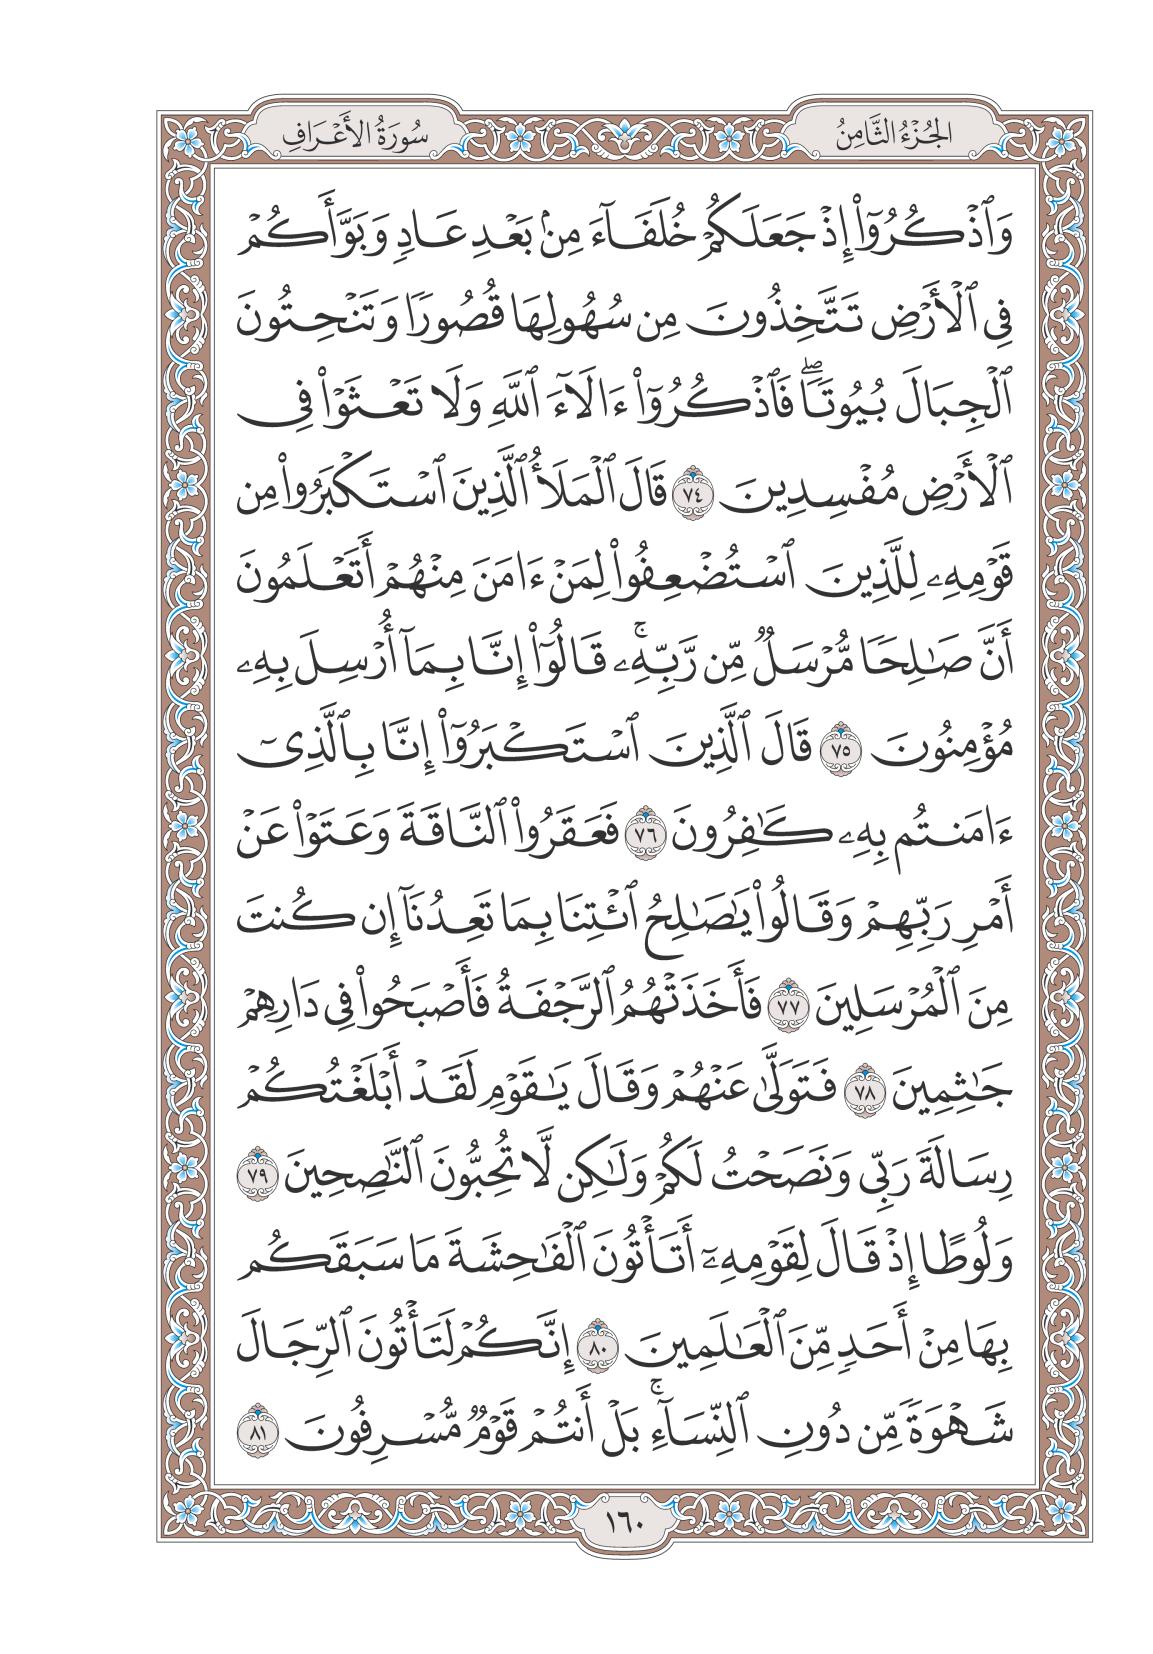 الجُزْءُ الثَّامِنُ
سُورَةُ الأَعْرَافِ
وَٱذْكُرُوٓا۟ إِذْ جَعَلَكُمْ خُلَفَآءَ مِنۢ بَعْدِ عَادٍ وَبَوَّأَكُمْ
فِى ٱلْأَرْضِ تَتَّخِذُونَ مِن سُهُولِهَا قُصُورًا وَتَنْحِتُونَ
ٱلْجِبَالَ بُيُوتًا ۖ فَٱذْكُرُوٓا۟ ءَالَآءَ ٱللَّهِ وَلَا تَعْثَوْا۟ فِى
ٱلْأَرْضِ مُفْسِدِينَ ٧٤ قَالَ ٱلْمَلَأُ ٱلَّذِينَ ٱسْتَكْبَرُوا۟ مِن
قَوْمِهِۦ لِلَّذِينَ ٱسْتُضْعِفُوا۟ لِمَنْ ءَامَنَ مِنْهُمْ أَتَعْلَمُونَ
أَنَّ صَـٰلِحًا مُّرْسَلٌ مِّن رَّبِّهِۦ ۚ قَالُوٓا۟ إِنَّا بِمَآ أُرْسِلَ بِهِۦ
مُؤْمِنُونَ ٧٥ قَالَ ٱلَّذِينَ ٱسْتَكْبَرُوٓا۟ إِنَّا بِٱلَّذِىٓ
ءَامَنتُم بِهِۦ كَـٰفِرُونَ ٧٦ فَعَقَرُوا۟ ٱلنَّاقَةَ وَعَتَوْا۟ عَنْ
أَمْرِ رَبِّهِمْ وَقَالُوا۟ يَـٰصَـٰلِحُ ٱئْتِنَا بِمَا تَعِدُنَآ إِن كُنتَ
مِنَ ٱلْمُرْسَلِينَ ٧٧ فَأَخَذَتْهُمُ ٱلرَّجْفَةُ فَأَصْبَحُوا۟ فِى دَارِهِمْ
جَـٰثِمِينَ ٧٨ فَتَوَلَّىٰ عَنْهُمْ وَقَالَ يَـٰقَوْمِ لَقَدْ أَبْلَغْتُكُمْ
رِسَالَةَ رَبِّى وَنَصَحْتُ لَكُمْ وَلَـٰكِن لَّا تُحِبُّونَ ٱلنَّـٰصِحِينَ ٧٩
وَلُوطًا إِذْ قَالَ لِقَوْمِهِۦٓ أَتَأْتُونَ ٱلْفَـٰحِشَةَ مَا سَبَقَكُم
بِهَا مِنْ أَحَدٍ مِّنَ ٱلْعَـٰلَمِينَ ٨٠ إِنَّكُمْ لَتَأْتُونَ ٱلرِّجَالَ
شَهْوَةً مِّن دُونِ ٱلنِّسَآءِ ۚ بَلْ أَنتُمْ قَوْمٌ مُّسْرِفُونَ ٨١
١٦٠